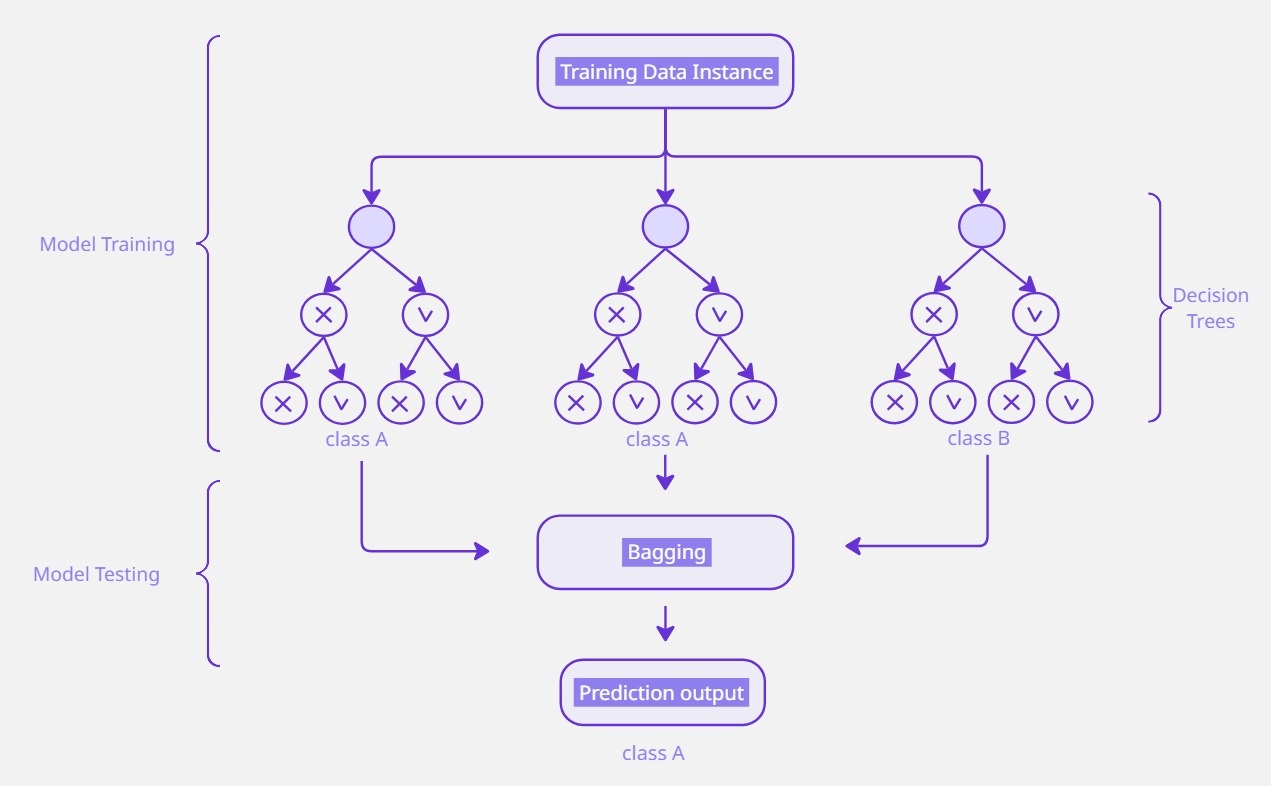 Training Data Instance
Model Training
Decision
Trees
class A
class A
class B
Bagging
Model Testing
Prediction output
class A